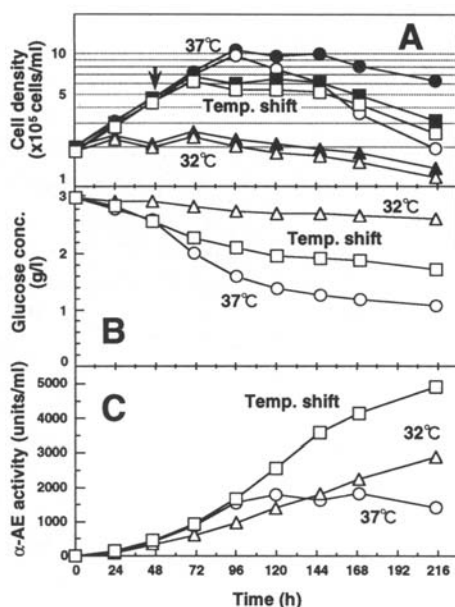 A
37℃
10
5
1
Cell density
(x10⁵ cells/ml)
Temp. shift
32℃
3
2
1
0
Glucose conc.
(g/l)
32℃
Temp. shift
37℃
B
C
5000
4000
3000
2000
1000
0
α-AE activity (units/ml)
Temp. shift
32℃
37℃
0 24 48 72 96 120 144 168 192 216
Time (h)